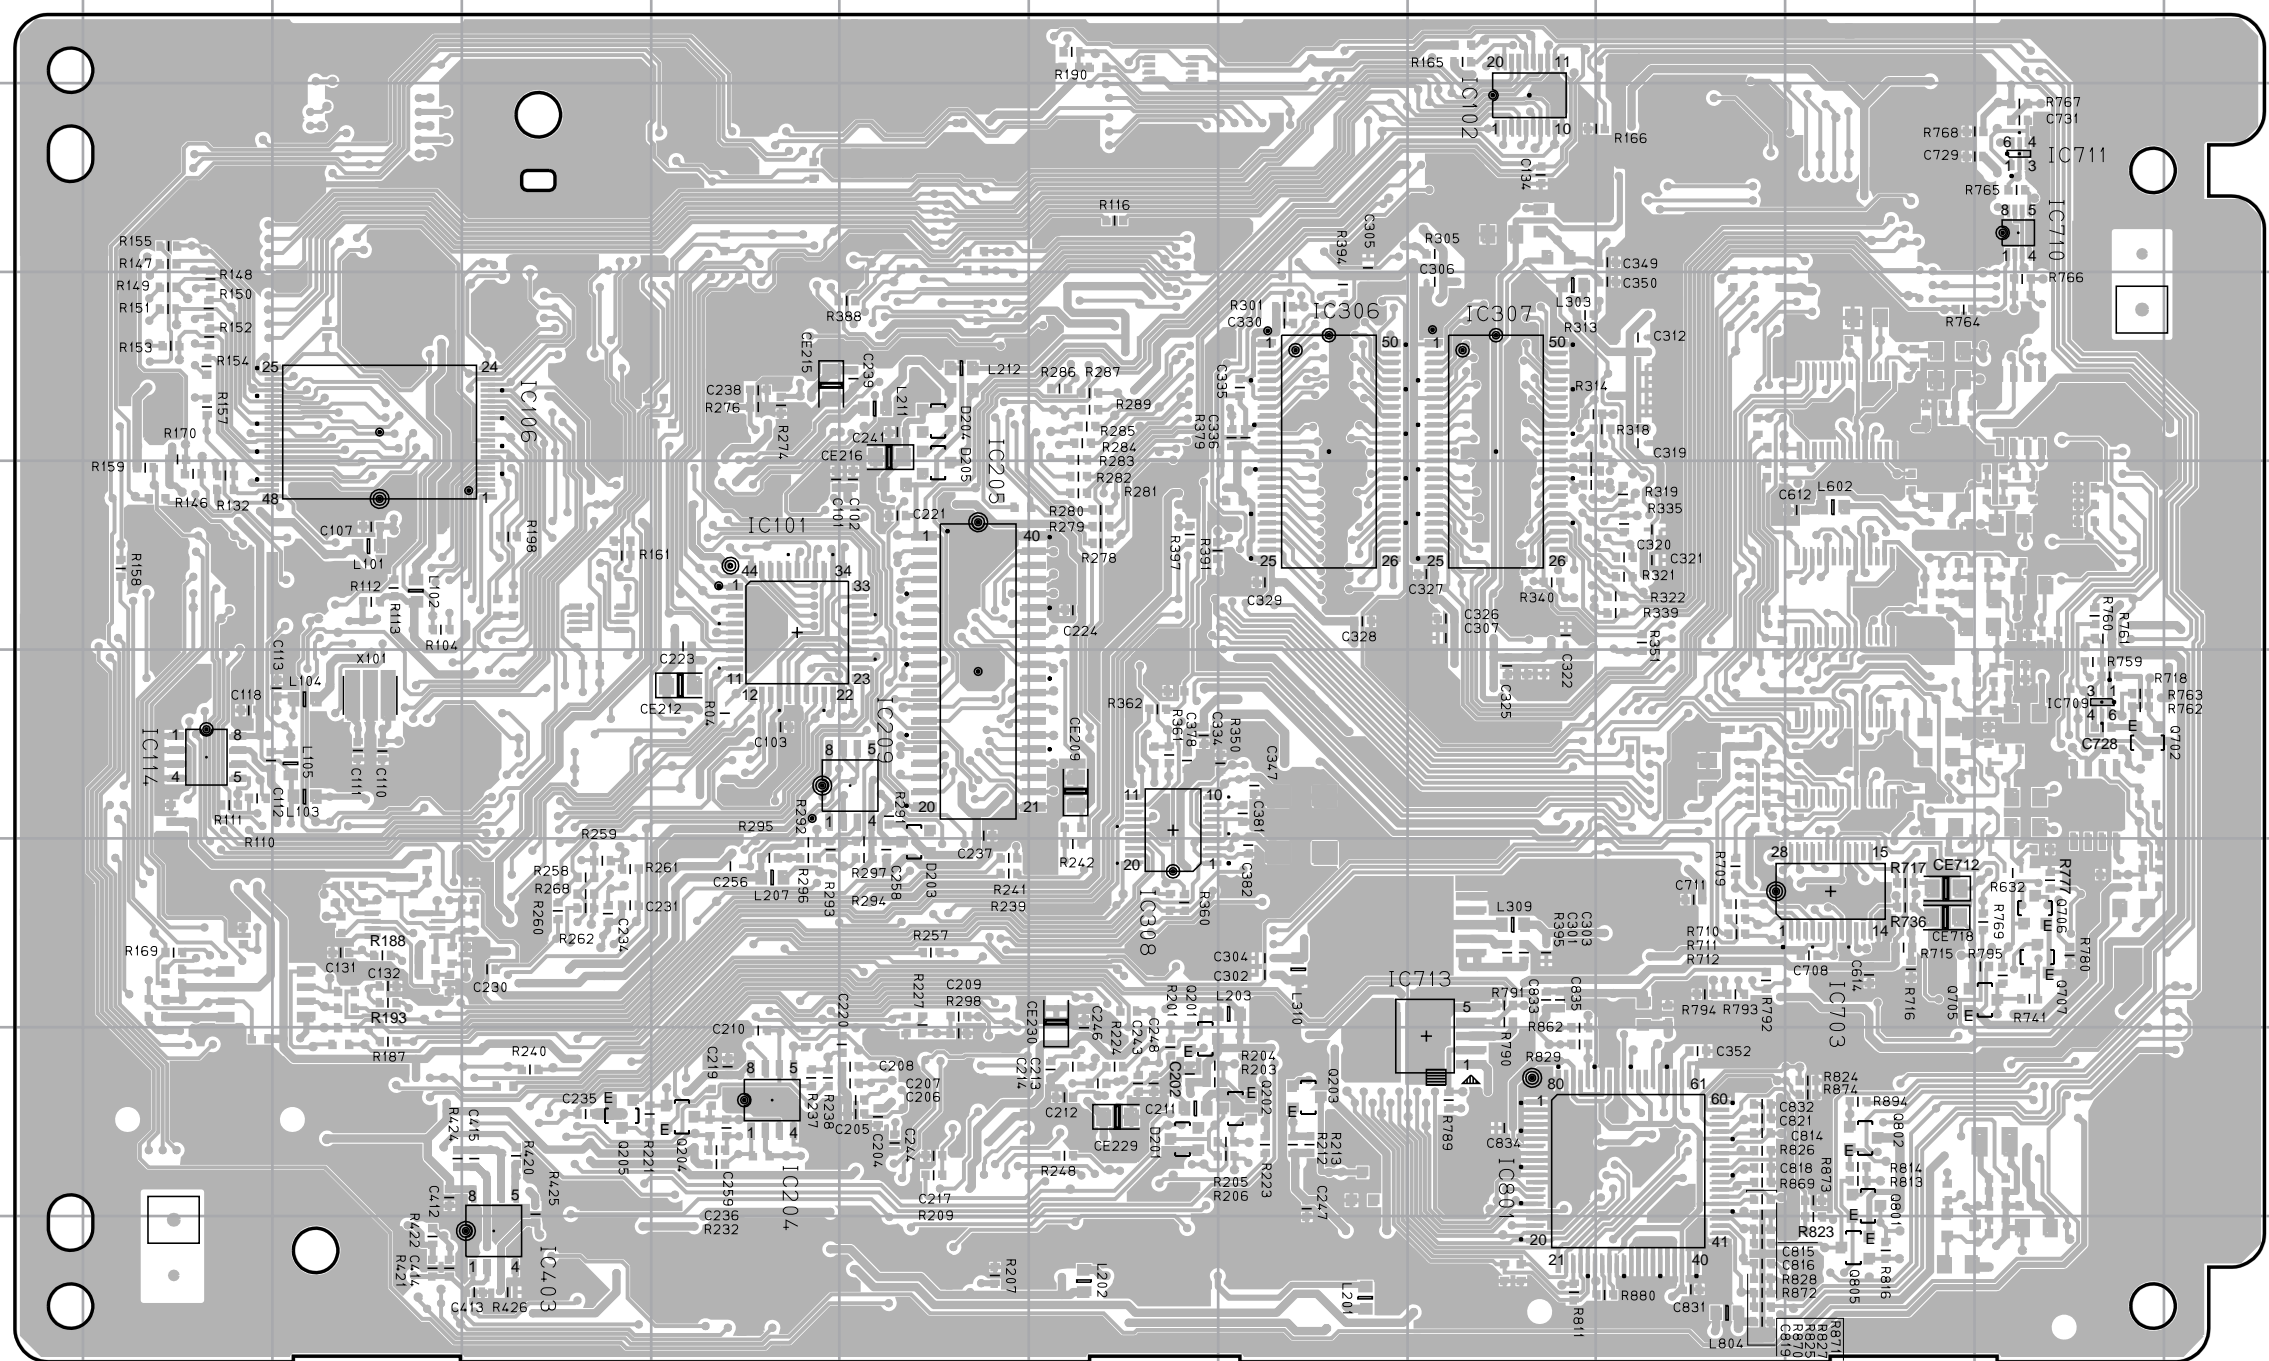 R190
R165
20
11
IC102
1
10
R166
C134
R767
C731
R768
C729
6
4
1
3
IC711
R765
8
5
IC710
1
4
R766
R764
R155
R147
R148
R149
R150
R151
R152
R153
R154
R157
R170
R159
R146
R132
25
24
48
1
IC106
C107
L101
R112
R113
L102
R104
R198
R161
R158
X101
C113
L104
C118
IC114
1
8
4
5
L105
C111
C110
C112
L103
R111
R110
R116
R388
CE215
C239
L211
L212
C238
R276
R274
C241
CE216
D204
D205
IC205
C101
C102
C221
1
40
20
21
R286
R287
R289
R285
R284
R283
R282
R281
R280
R279
R278
IC101
44
34
1
33
11
23
12
22
C223
CE212
R04
C103
IC209
8
5
1
4
R291
R292
R295
C224
CE209
C237
R242
R241
R239
D203
C258
R297
R294
R293
R296
L207
C256
R259
R258
R268
R260
R262
R261
C231
C234
R394
C305
R305
C306
R301
C330
IC306
1
50
25
26
IC307
1
50
25
26
L303
R313
C349
C350
C312
R314
R318
C319
R319
R335
C320
C321
R321
R322
R339
R351
R340
C335
C336
R379
R397
R391
C329
C328
C327
C326
C307
C325
C322
C612
L602
R362
R361
C378
C334
R350
C347
11
10
20
1
C381
C382
IC308
R360
R760
R761
R759
3
1
IC709
4
6
R718
R763
R762
E
Q702
C728
R709
C711
R710
R711
R712
28
15
1
14
R717
R736
CE712
CE718
R632
R777
Q706
E
R769
R715
R795
R780
E
Q707
Q705
E
R741
C708
C614
IC703
R716
R794
R793
R792
L309
R395
C301
C303
C304
C302
L310
IC713
5
1
R791
R790
C833
C835
R862
R829
C352
R789
C834
R169
R188
C131
C132
C230
R193
R187
R240
R257
C209
R298
R227
C220
C210
C219
8
5
1
4
IC204
C208
C207
C206
C205
C204
C244
R237
R238
C235
E
E
Q205
R221
Q204
C259
C236
R232
C217
R209
CE230
C246
R224
C243
C248
R201
Q201
L203
E
C213
C214
C202
R204
R203
C212
C211
CE229
D201
E
Q202
E
Q203
R248
R205
R206
R223
R212
R213
C247
R207
L202
L201
R424
C415
R420
R425
C412
R422
R421
C414
8
5
1
4
C413
R426
IC403
80
61
1
60
20
41
21
40
IC801
R824
R874
C832
C821
C814
R826
C818
R869
R894
Q802
E
R814
R813
R873
R823
E
Q801
E
Q805
R816
C815
C816
R828
R872
R811
R880
C831
L804
C819
R870
R825
R827
R871